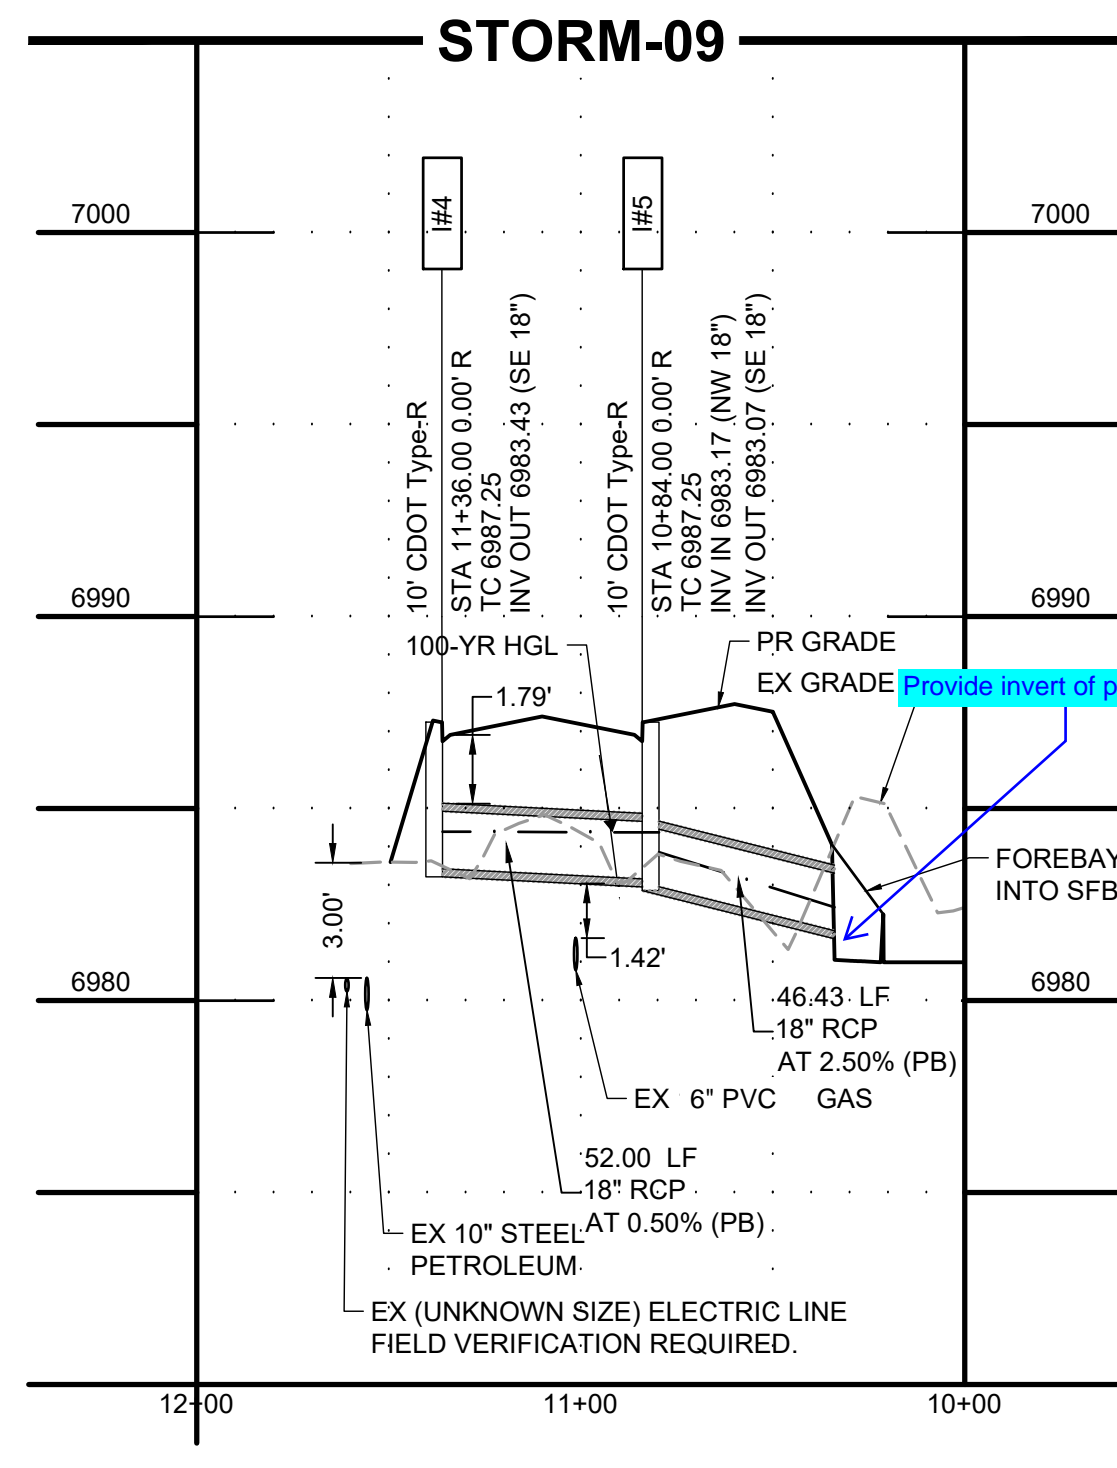 STORM-09
I#4
I#5
7000
7000
10' CDOT Type-R
STA 11+36.00 0.00' R
TC 6987.25
INV OUT 6983.43 (SE 18")
10' CDOT Type-R
STA 10+84.00 0.00' R
TC 6987.25
INV IN 6983.17 (NW 18")
INV OUT 6983.07 (SE 18")
6990
6990
100-YR HGL
PR GRADE
EX GRADE
Provide invert of p
1.79'
FOREBAY
INTO SFB
3.00'
1.42'
6980
6980
46.43 LF
18" RCP
AT 2.50% (PB)
EX 6" PVC GAS
52.00 LF
18" RCP
AT 0.50% (PB)
EX 10" STEEL
PETROLEUM
EX (UNKNOWN SIZE) ELECTRIC LINE
FIELD VERIFICATION REQUIRED.
12+00
11+00
10+00